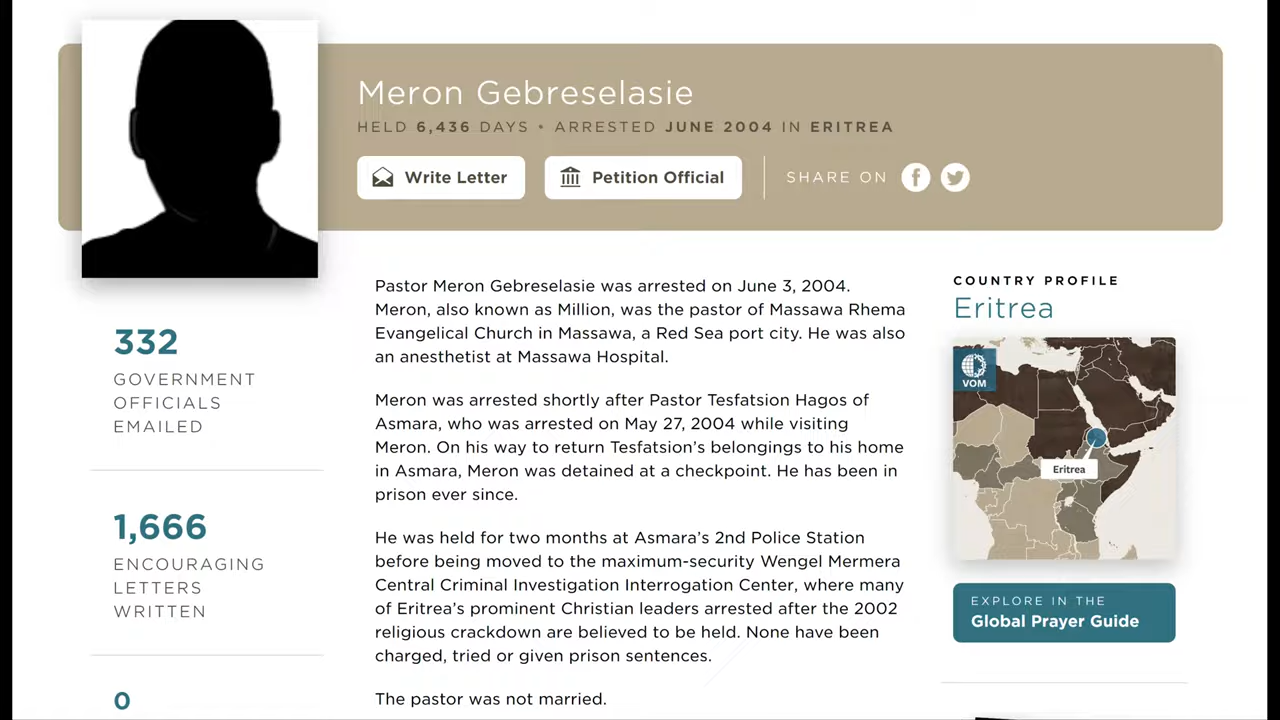 Meron Gebreselasie
HELD 6,436 DAYS • ARRESTED JUNE 2004 IN ERITREA
Write Letter
Petition Official
SHARE ON
332
GOVERNMENT
OFFICIALS
EMAILED
1,666
ENCOURAGING
LETTERS
WRITTEN
0
Pastor Meron Gebreselasie was arrested on June 3, 2004.
Meron, also known as Million, was the pastor of Massawa Rhema
Evangelical Church in Massawa, a Red Sea port city. He was also
an anesthetist at Massawa Hospital.
Meron was arrested shortly after Pastor Tesfatsion Hagos of
Asmara, who was arrested on May 27, 2004 while visiting
Meron. On his way to return Tesfatsion’s belongings to his home
in Asmara, Meron was detained at a checkpoint. He has been in
prison ever since.
He was held for two months at Asmara’s 2nd Police Station
before being moved to the maximum-security Wengel Mermera
Central Criminal Investigation Interrogation Center, where many
of Eritrea’s prominent Christian leaders arrested after the 2002
religious crackdown are believed to be held. None have been
charged, tried or given prison sentences.
The pastor was not married.
COUNTRY PROFILE
Eritrea
VOM
Eritrea
EXPLORE IN THE
Global Prayer Guide